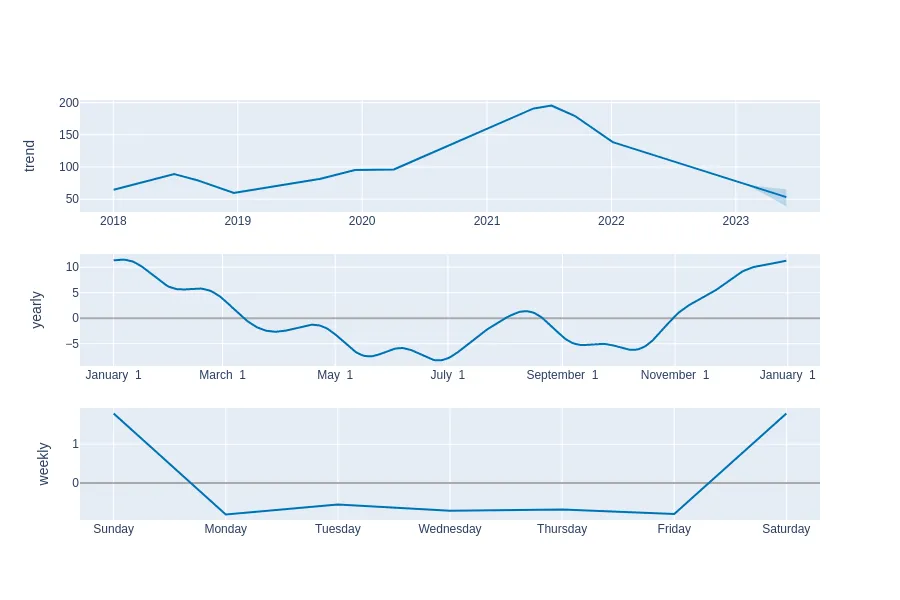 trend
200
150
100
50
2018 2019 2020 2021 2022 2023
yearly
10
5
0
−5
January 1 March 1 May 1 July 1 September 1 November 1 January 1
weekly
1
0
Sunday Monday Tuesday Wednesday Thursday Friday Saturday